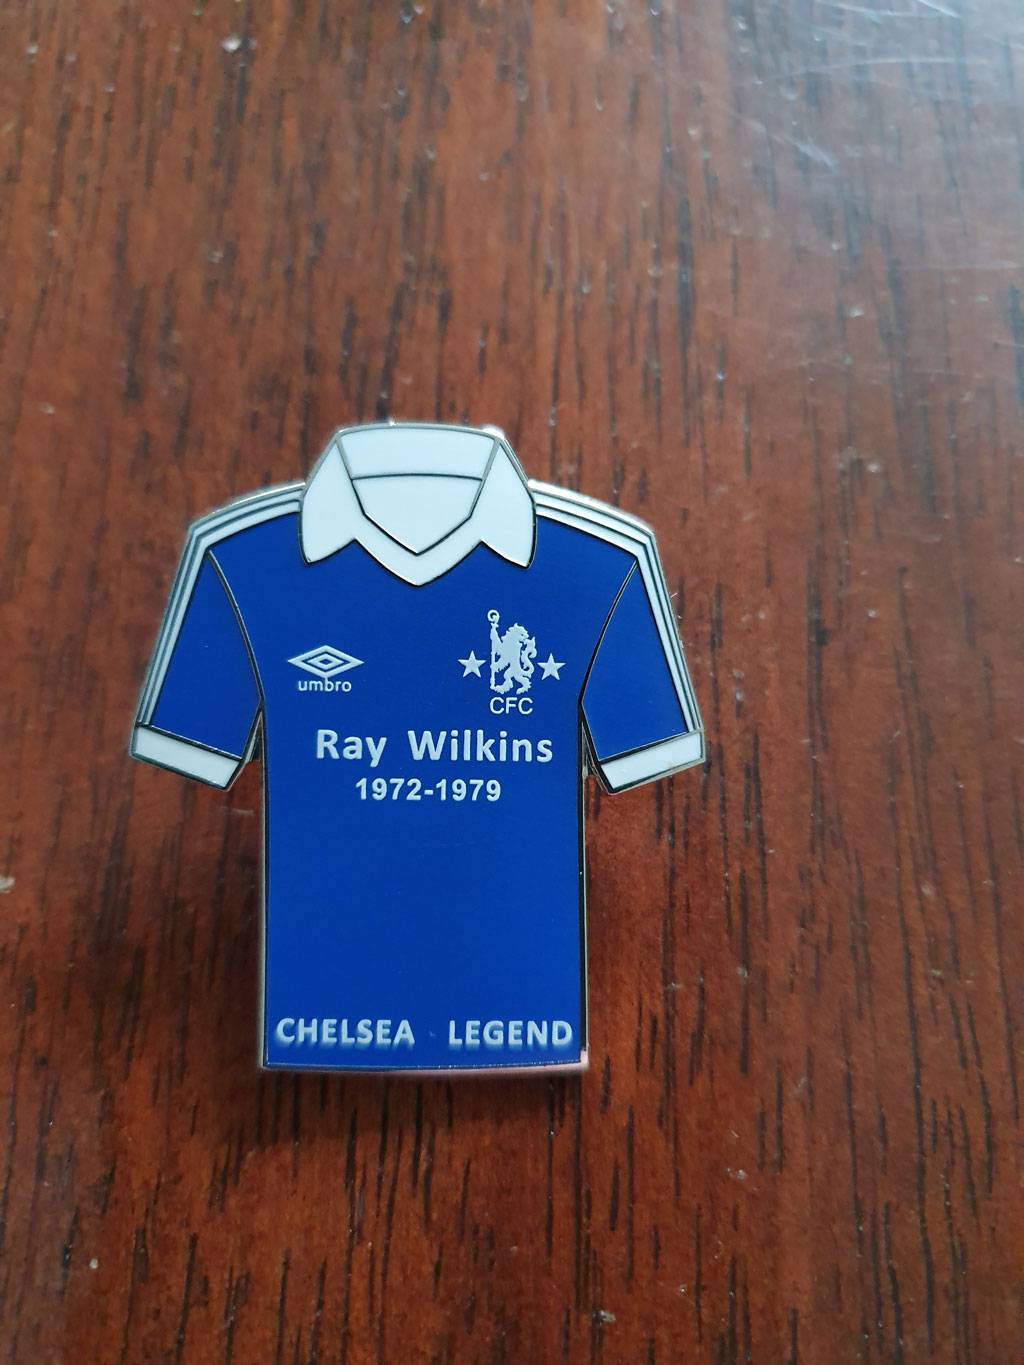 umbro
CFC
Ray Wilkins
1972-1979
CHELSEA LEGEND